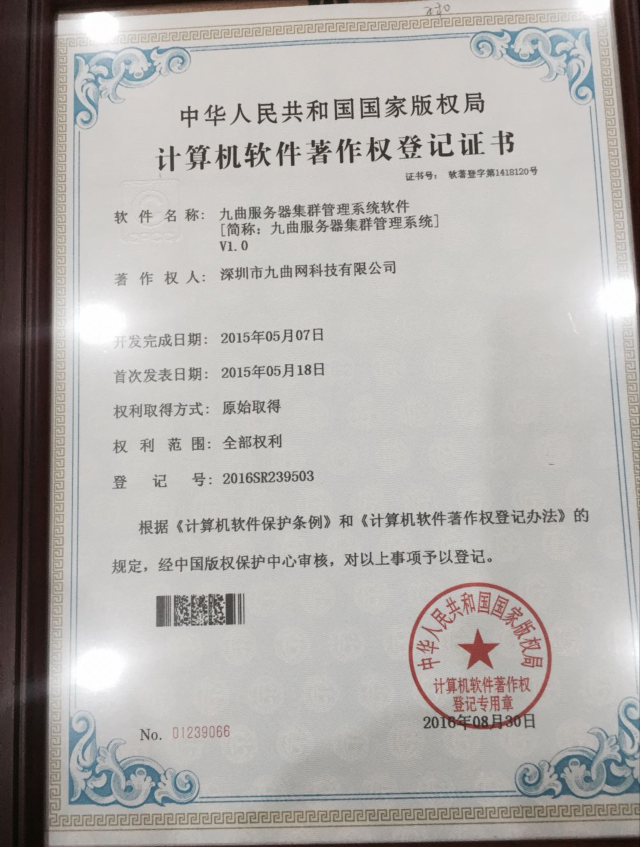 中华人民共和国国家版权局
计算机软件著作权登记证书
证书号： 软著登字第1418120号
软件名称： 九曲服务器集群管理系统软件
[简称：九曲服务器集群管理系统]
V1.0
著作权人： 深圳市九曲网科技有限公司
开发完成日期： 2015年05月07日
首次发表日期： 2015年05月18日
权利取得方式： 原始取得
权利范围： 全部权利
登记号： 2016SR239503
根据《计算机软件保护条例》和《计算机软件著作权登记办法》的
规定，经中国版权保护中心审核，对以上事项予以登记。
中华人民共和国国家版权局
计算机软件著作权
登记专用章
2016年08月30日
No. 01239066